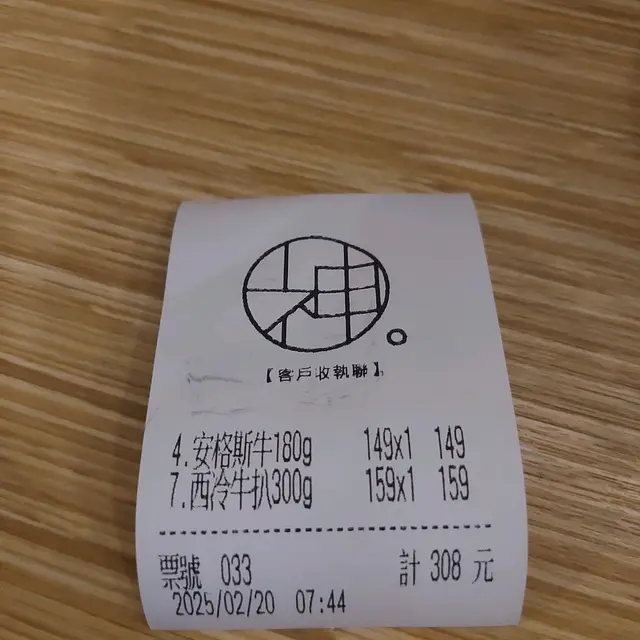 神。
【客戶收執聯】
4.安格斯牛180g 149x1 149
7.西冷牛扒300g 159x1 159
票號 033 計 308 元
2025/02/20 07:44